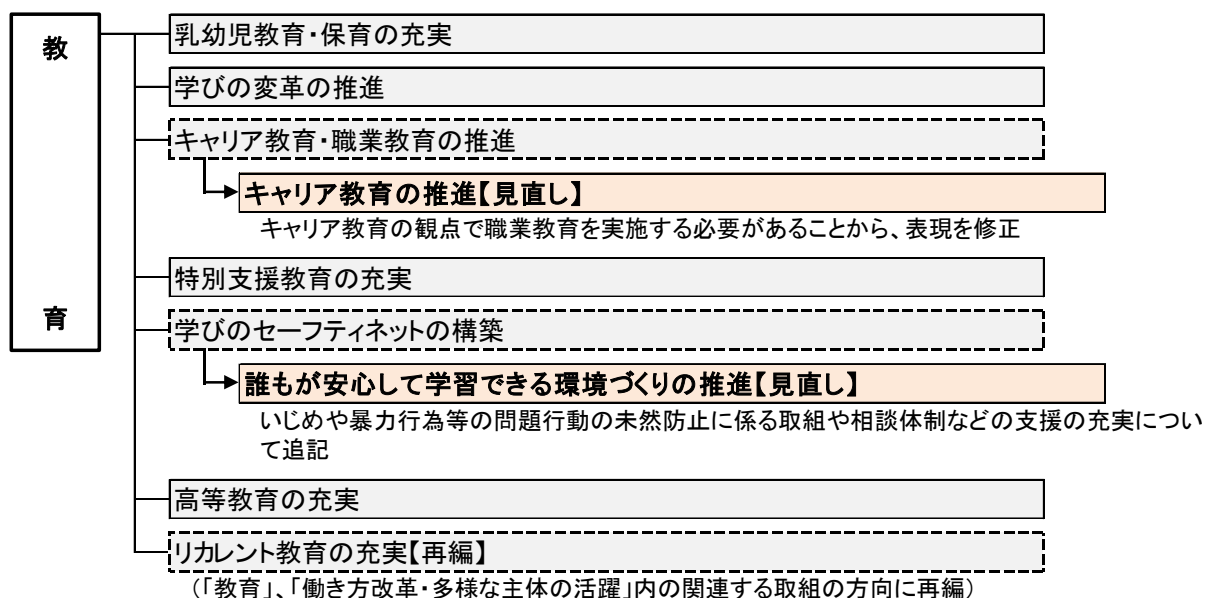 教
育
乳幼児教育・保育の充実
学びの変革の推進
キャリア教育・職業教育の推進
キャリア教育の推進【見直し】
キャリア教育の観点で職業教育を実施する必要があることから、表現を修正
特別支援教育の充実
学びのセーフティネットの構築
誰もが安心して学習できる環境づくりの推進【見直し】
いじめや暴力行為等の問題行動の未然防止に係る取組や相談体制などの支援の充実につい
て追記
高等教育の充実
リカレント教育の充実【再編】
（「教育」、「働き方改革・多様な主体の活躍」内の関連する取組の方向に再編）